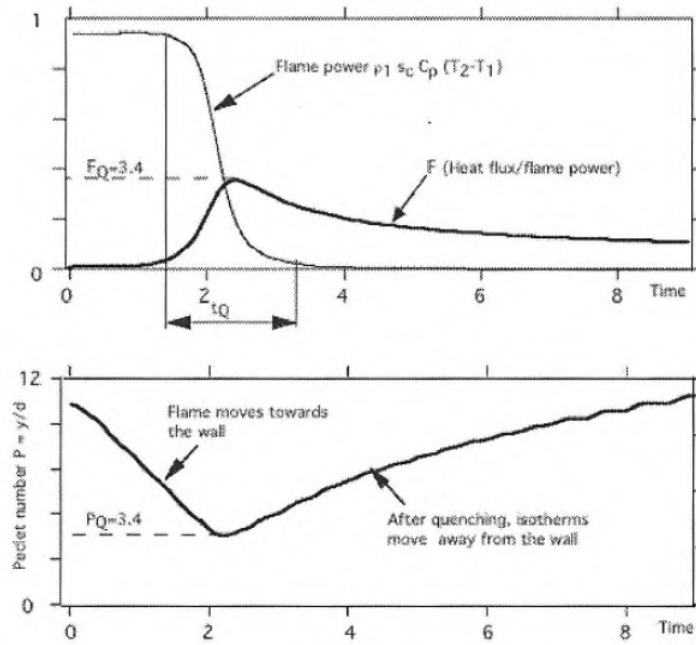 1
Flame power ρ1 sc Cp (T2-T1)
FQ=3.4
F (Heat flux/flame power)
0
0 2 4 6 8 Time
tQ
12
Flame moves towards
the wall
Peclet number P = y/d
PQ=3.4
After quenching, isotherms
move away from the wall
0
0 2 4 6 8 Time